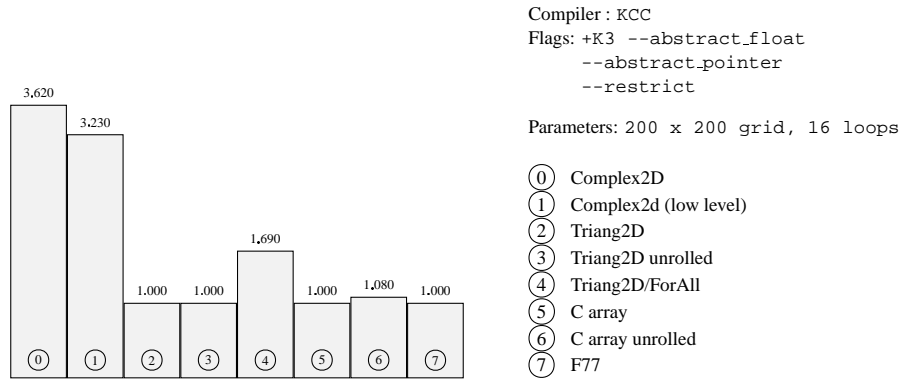 3.620
3.230
1.000
1.000
1.690
1.000
1.080
1.000
0
1
2
3
4
5
6
7
Compiler : KCC
Flags: +K3 --abstract_float
--abstract_pointer
--restrict
Parameters: 200 x 200 grid, 16 loops
0 Complex2D
1 Complex2d (low level)
2 Triang2D
3 Triang2D unrolled
4 Triang2D/ForAll
5 C array
6 C array unrolled
7 F77